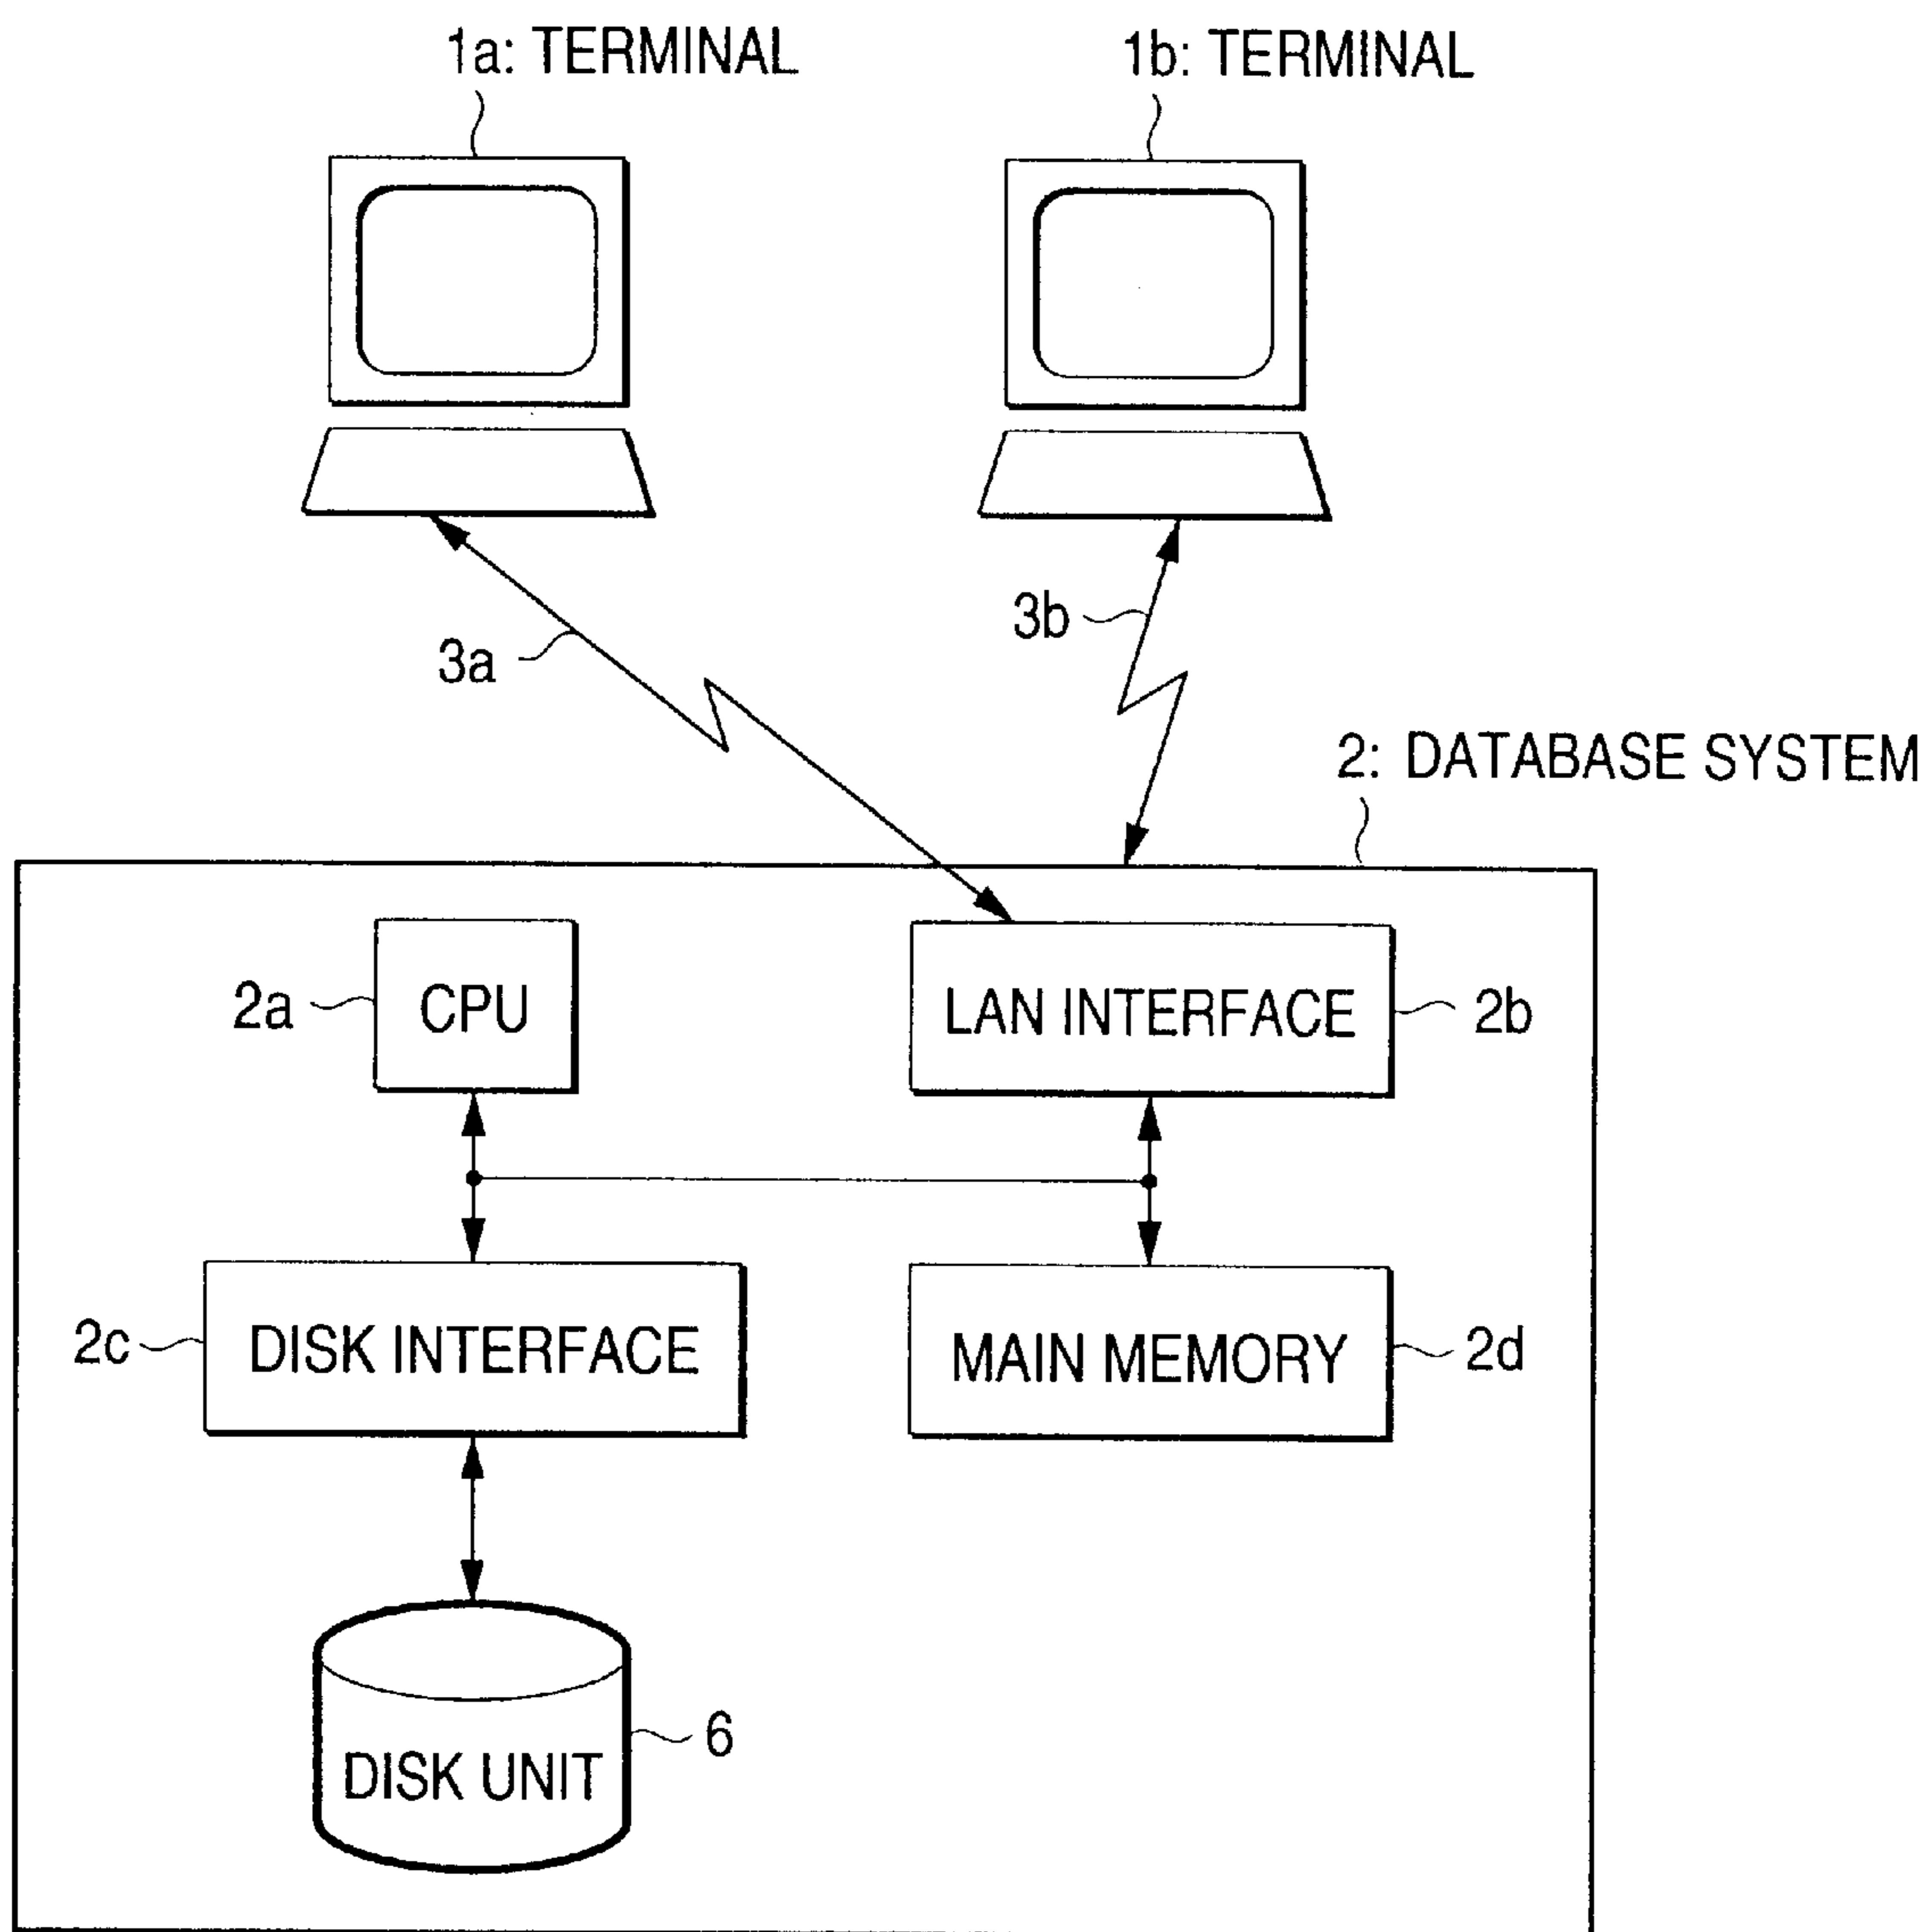 1a: TERMINAL
1b: TERMINAL
3a
3b
2: DATABASE SYSTEM
2a
CPU
LAN INTERFACE
2b
2c
DISK INTERFACE
MAIN MEMORY
2d
DISK UNIT
6